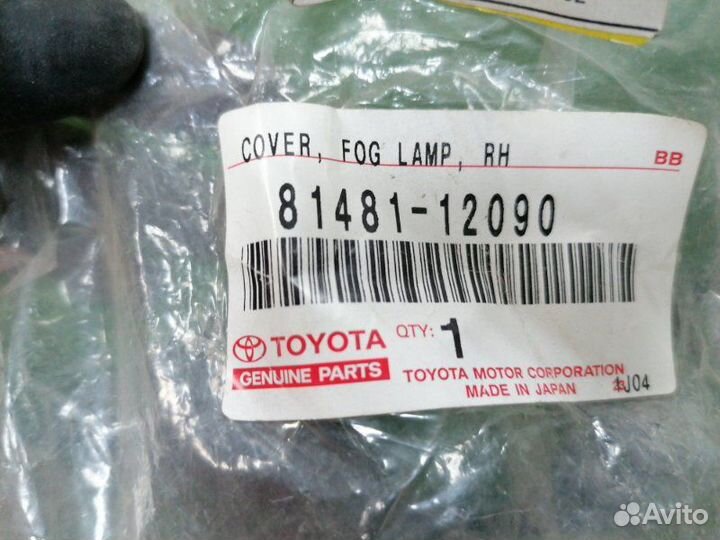 COVER, FOG LAMP, RH BB
81481-12090
TOYOTA QTY: 1
GENUINE PARTS
TOYOTA MOTOR CORPORATION
MADE IN JAPAN
J04
Avito